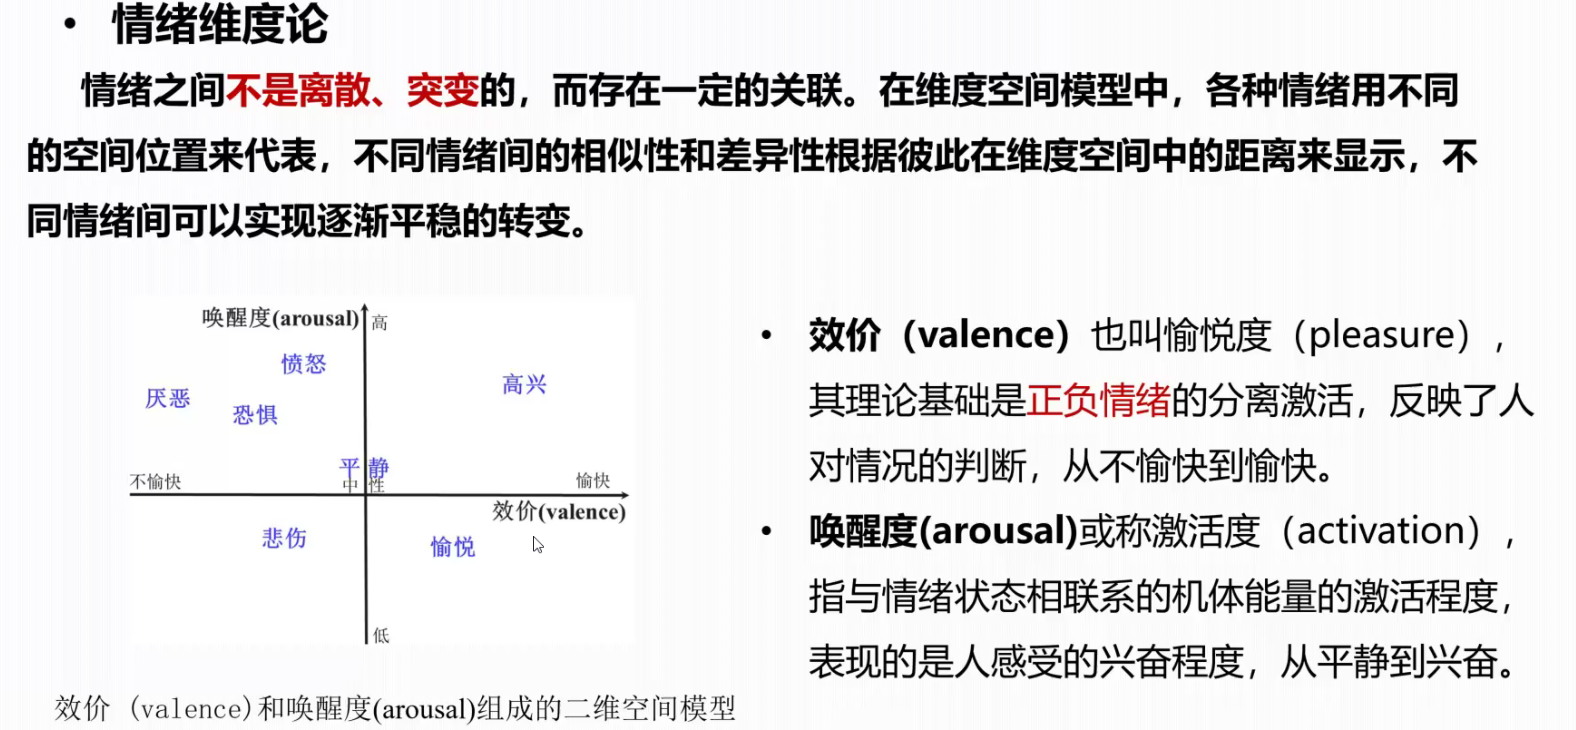 • 情绪维度论
情绪之间不是离散、突变的，而存在一定的关联。在维度空间模型中，各种情绪用不同
的空间位置来代表，不同情绪间的相似性和差异性根据彼此在维度空间中的距离来显示，不
同情绪间可以实现逐渐平稳的转变。
唤醒度(arousal) 高
愤怒
厌恶
恐惧
高兴
平静
不愉快 中性 愉快
效价(valence)
悲伤
愉悦
低
效价 (valence)和唤醒度(arousal)组成的二维空间模型
• 效价（valence）也叫愉悦度（pleasure），
其理论基础是正负情绪的分离激活，反映了人
对情况的判断，从不愉快到愉快。
• 唤醒度(arousal)或称激活度（activation），
指与情绪状态相联系的机体能量的激活程度，
表现的是人感受的兴奋程度，从平静到兴奋。